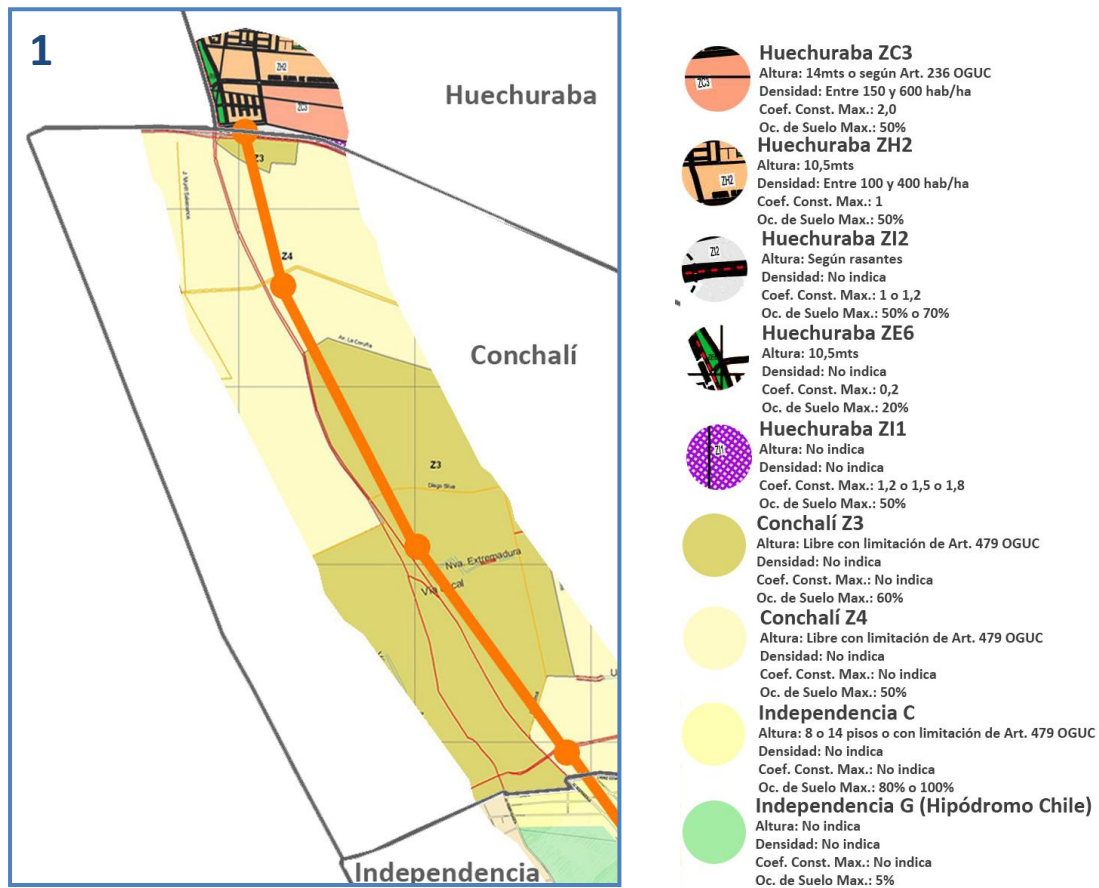 1
Huechuraba
ZH2
ZC3
Z3
J. Muñi Salamanca
Z4
Av. La Coruña
Conchalí
Z3
Diego Silva
Nva. Extremadura
Independencia
Huechuraba ZC3
Altura: 14mts o según Art. 236 OGUC
Densidad: Entre 150 y 600 hab/ha
Coef. Const. Max.: 2,0
Oc. de Suelo Max.: 50%
ZC3
Huechuraba ZH2
Altura: 10,5mts
Densidad: Entre 100 y 400 hab/ha
Coef. Const. Max.: 1
Oc. de Suelo Max.: 50%
ZH2
Huechuraba ZI2
Altura: Según rasantes
Densidad: No indica
Coef. Const. Max.: 1 o 1,2
Oc. de Suelo Max.: 50% o 70%
ZI2
Huechuraba ZE6
Altura: 10,5mts
Densidad: No indica
Coef. Const. Max.: 0,2
Oc. de Suelo Max.: 20%
Huechuraba ZI1
Altura: No indica
Densidad: No indica
Coef. Const. Max.: 1,2 o 1,5 o 1,8
Oc. de Suelo Max.: 50%
ZI1
Conchalí Z3
Altura: Libre con limitación de Art. 479 OGUC
Densidad: No indica
Coef. Const. Max.: No indica
Oc. de Suelo Max.: 60%
Conchalí Z4
Altura: Libre con limitación de Art. 479 OGUC
Densidad: No indica
Coef. Const. Max.: No indica
Oc. de Suelo Max.: 50%
Independencia C
Altura: 8 o 14 pisos o con limitación de Art. 479 OGUC
Densidad: No indica
Coef. Const. Max.: No indica
Oc. de Suelo Max.: 80% o 100%
Independencia G (Hipódromo Chile)
Altura: No indica
Densidad: No indica
Coef. Const. Max.: No indica
Oc. de Suelo Max.: 5%